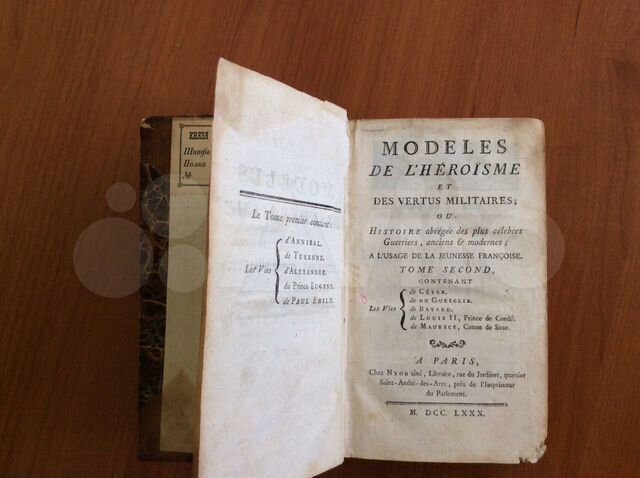 КНЯЗЯ
Шкафъ
Полка
№
Le Tome premier contient:
Les Vies
d'ANNIBAL.
de TURENNE.
d'ALEXANDRE.
du Prince EUGENE.
de PAUL EMILE.
MODELES
DE L'HÉROÏSME
ET
DES VERTUS MILITAIRES;
OU
HISTOIRE abrégée des plus célebres
Guerriers, anciens & modernes;
A L'USAGE DE LA JEUNESSE FRANÇOISE.
TOME SECOND,
CONTENANT
Les Vies
de CÉSAR.
de DU GUESCLIN.
de BAYARD.
de LOUIS II, Prince de Condé.
de MAURICE, Comte de Saxe.
A PARIS,
Chez NYON aîné, Libraire, rue du Jardinet, quartier
Saint-André-des-Arts, près de l'Imprimeur
du Parlement.
M. DCC. LXXX.